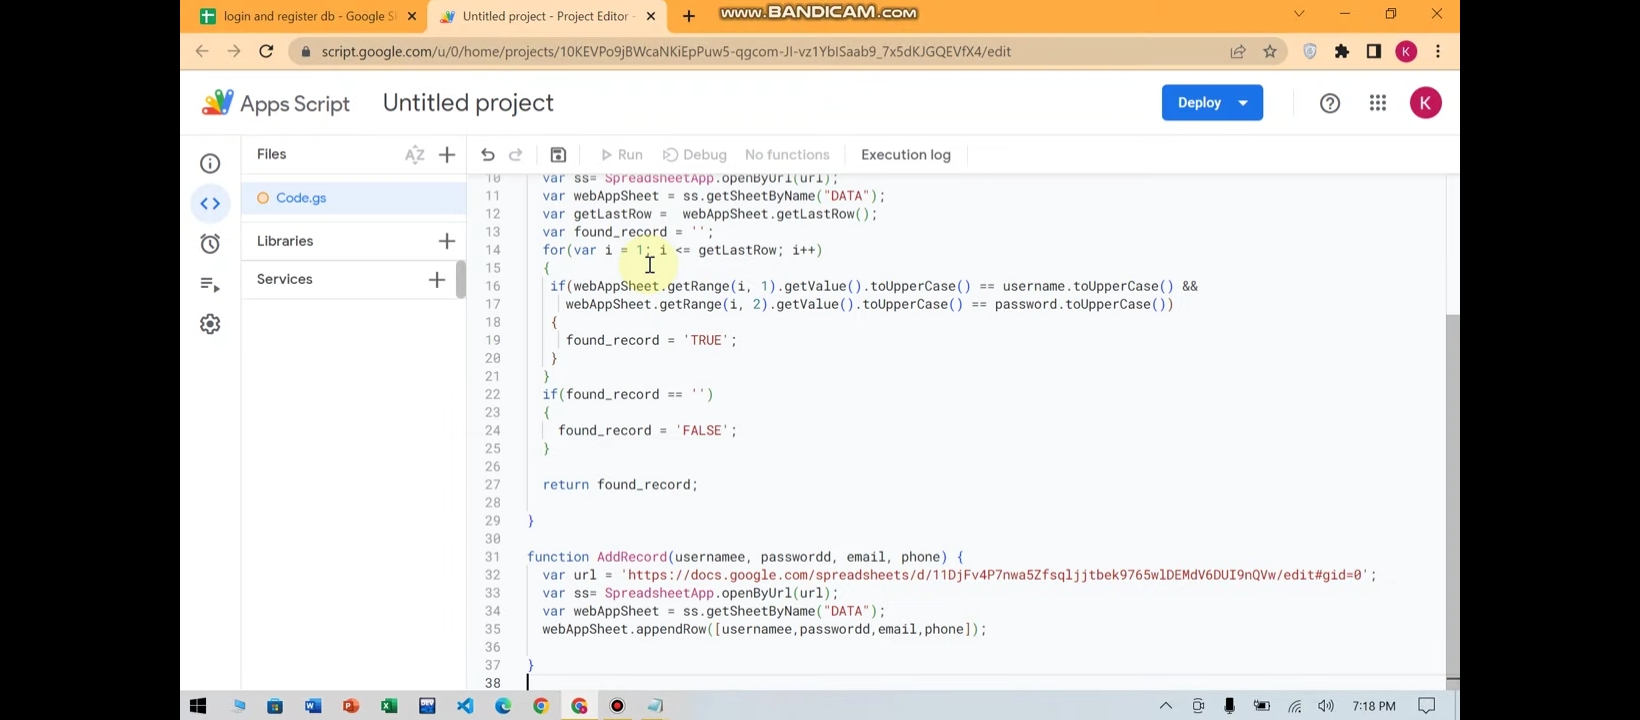 www.BANDICAM.com
login and register db - Google S
Untitled project - Project Editor -
script.google.com/u/0/home/projects/10KEVPo9jBWcaNKiEpPuw5-qgcom-JI-vz1YbISaab9_7x5dKJGQEVfX4/edit
K
Apps Script
Untitled project
Deploy
K
Files
AZ
Run
Debug
No functions
Execution log
Code.gs
Libraries
Services
10 var ss= SpreadsheetApp.openByUrl(url);
11 var webAppSheet = ss.getSheetByName("DATA");
12 var getLastRow =  webAppSheet.getLastRow();
13 var found_record = '';
14 for(var i = 1; i <= getLastRow; i++)
15 {
16 if(webAppSheet.getRange(i, 1).getValue().toUpperCase() == username.toUpperCase() &&
17 webAppSheet.getRange(i, 2).getValue().toUpperCase() == password.toUpperCase())
18 {
19 found_record = 'TRUE';
20 }
21 }
22 if(found_record == '')
23 {
24 found_record = 'FALSE';
25 }
26
27 return found_record;
28
29 }
30
31 function AddRecord(usernamee, passwordd, email, phone) {
32 var url = 'https://docs.google.com/spreadsheets/d/11DjFv4P7nwa5Zfsqljjtbek9765wlDEMdV6DUI9nQVw/edit#gid=0';
33 var ss= SpreadsheetApp.openByUrl(url);
34 var webAppSheet = ss.getSheetByName("DATA");
35 webAppSheet.appendRow([usernamee,passwordd,email,phone]);
36
37 }
38
7:18 PM